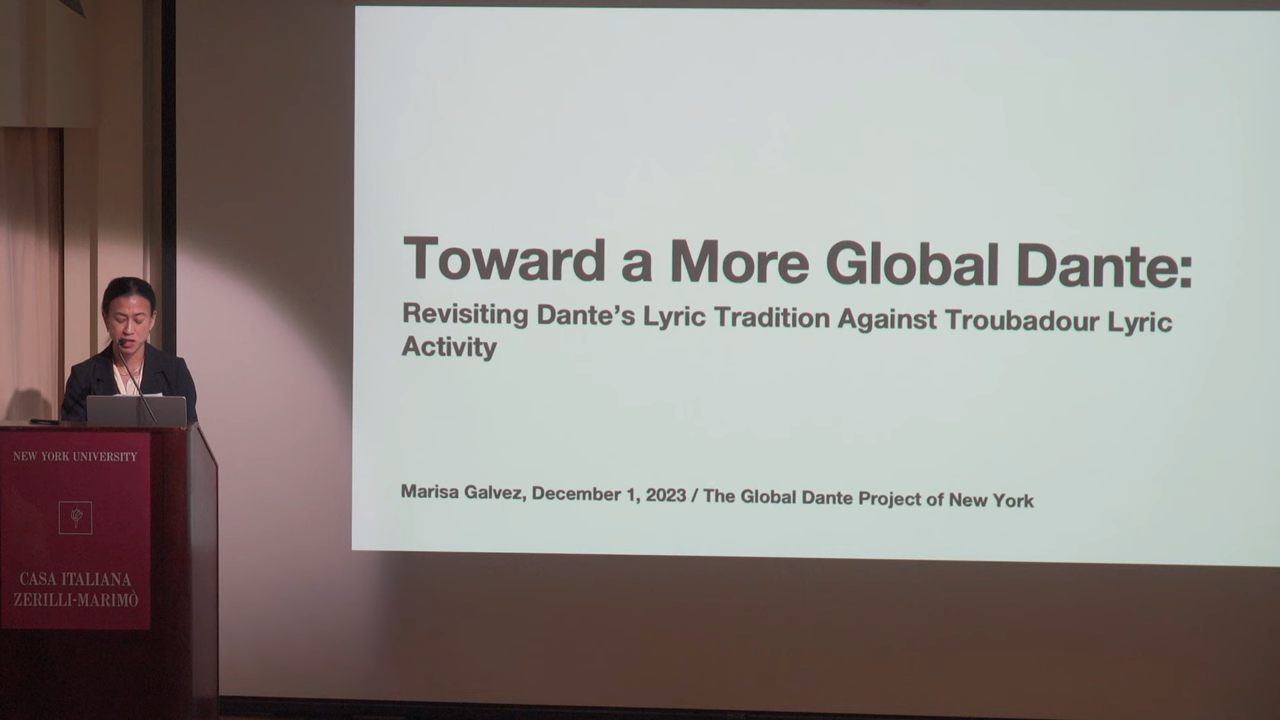 Toward a More Global Dante:
Revisiting Dante's Lyric Tradition Against Troubadour Lyric
Activity
Marisa Galvez, December 1, 2023 / The Global Dante Project of New York
NEW YORK UNIVERSITY
CASA ITALIANA
ZERILLI-MARIMÒ